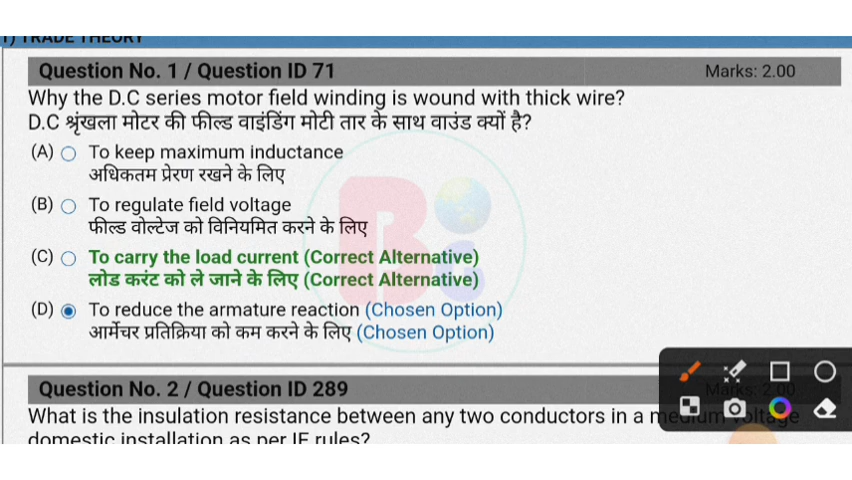 1) TRADE THEORY
Question No. 1 / Question ID 71 Marks: 2.00
Why the D.C series motor field winding is wound with thick wire?
D.C श्रृंखला मोटर की फील्ड वाइंडिंग मोटी तार के साथ वाउंड क्यों है?
(A) To keep maximum inductance
अधिकतम प्रेरण रखने के लिए
(B) To regulate field voltage
फील्ड वोल्टेज को विनियमित करने के लिए
(C) To carry the load current (Correct Alternative)
लोड करंट को ले जाने के लिए (Correct Alternative)
(D) To reduce the armature reaction (Chosen Option)
आर्मेचर प्रतिक्रिया को कम करने के लिए (Chosen Option)
Question No. 2 / Question ID 289 Marks: 2.00
What is the insulation resistance between any two conductors in a medium voltage
domestic installation as per IE rules?